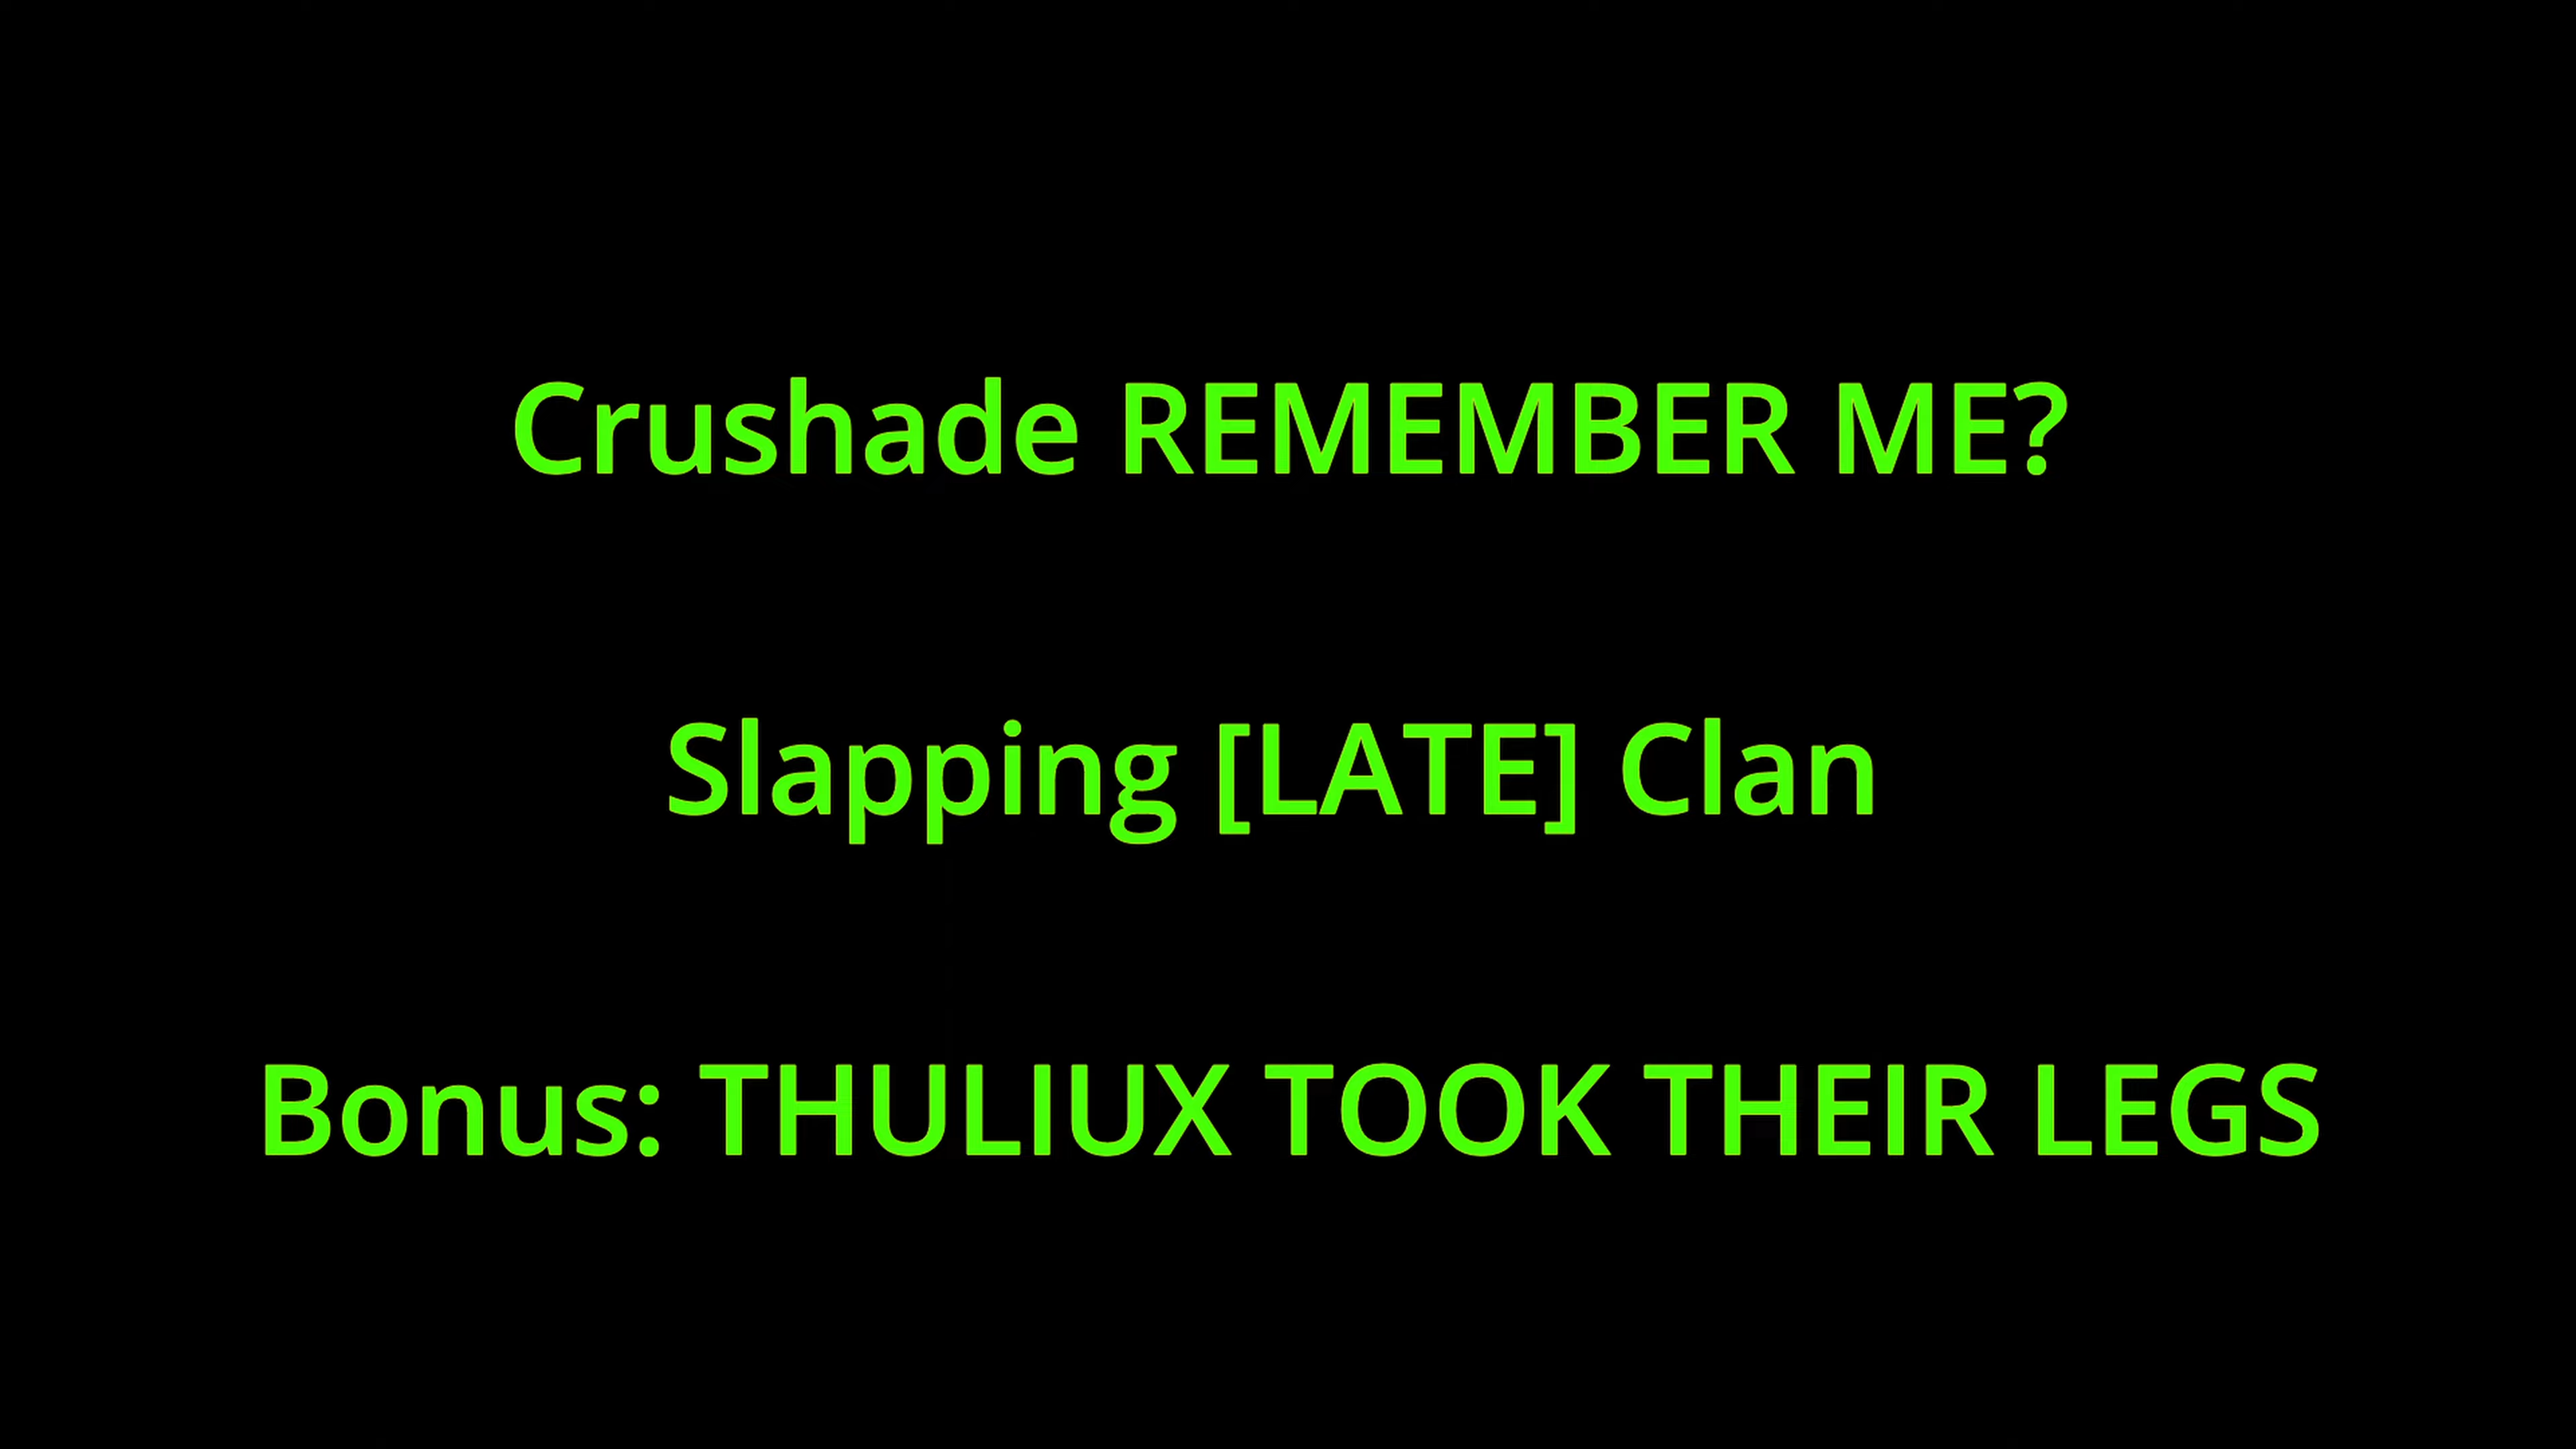 Crushade REMEMBER ME?
Slapping [LATE] Clan
Bonus: THULIUX TOOK THEIR LEGS